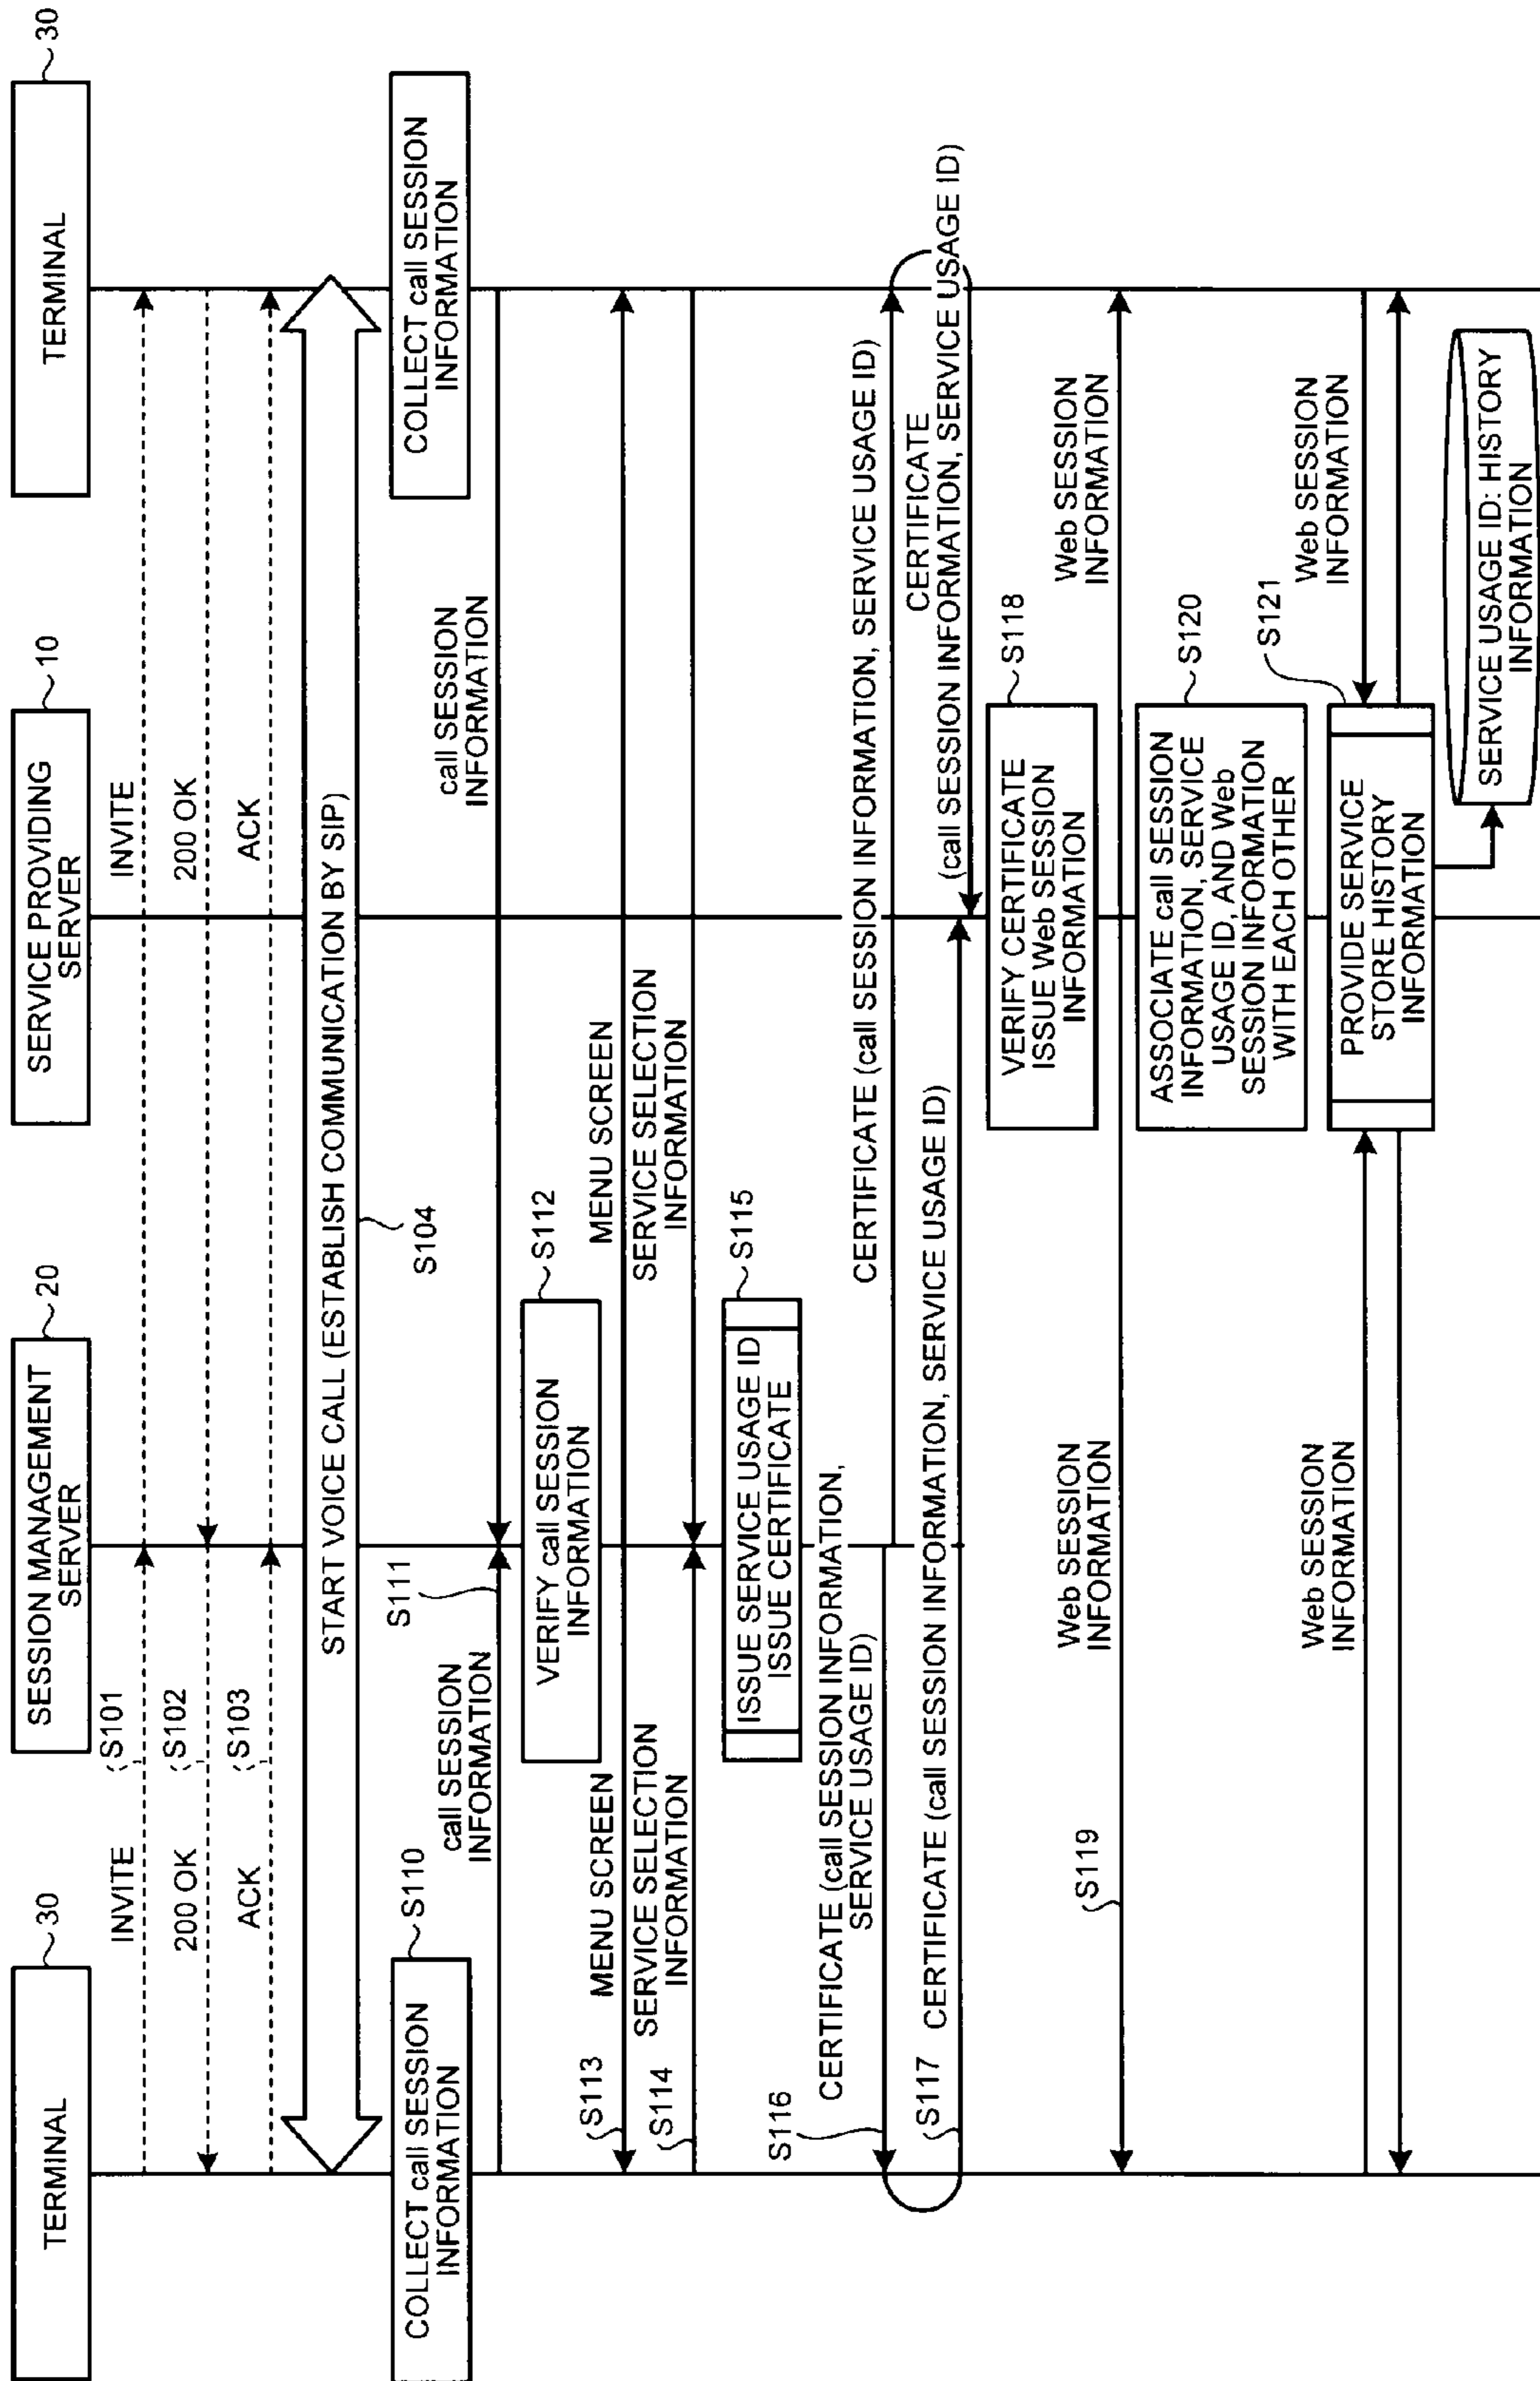 TERMINAL
30
SESSION MANAGEMENT
SERVER
20
SERVICE PROVIDING
SERVER
10
TERMINAL
30
INVITE
S101
INVITE
200 OK
S102
200 OK
ACK
S103
ACK
START VOICE CALL (ESTABLISH COMMUNICATION BY SIP)
S104
COLLECT call SESSION
INFORMATION
S110
COLLECT call SESSION
INFORMATION
call SESSION
INFORMATION
S111
call SESSION
INFORMATION
VERIFY call SESSION
INFORMATION
S112
S113
MENU SCREEN
MENU SCREEN
S114
SERVICE SELECTION
INFORMATION
SERVICE SELECTION
INFORMATION
ISSUE SERVICE USAGE ID
ISSUE CERTIFICATE
S115
S116
CERTIFICATE (call SESSION INFORMATION,
SERVICE USAGE ID)
CERTIFICATE (call SESSION INFORMATION, SERVICE USAGE ID)
S117
CERTIFICATE (call SESSION INFORMATION, SERVICE USAGE ID)
CERTIFICATE
(call SESSION INFORMATION, SERVICE USAGE ID)
VERIFY CERTIFICATE
ISSUE Web SESSION
INFORMATION
S118
S119
Web SESSION
INFORMATION
Web SESSION
INFORMATION
ASSOCIATE call SESSION
INFORMATION, SERVICE
USAGE ID, AND Web
SESSION INFORMATION
WITH EACH OTHER
S120
Web SESSION
INFORMATION
PROVIDE SERVICE
STORE HISTORY
INFORMATION
S121
Web SESSION
INFORMATION
SERVICE USAGE ID: HISTORY
INFORMATION